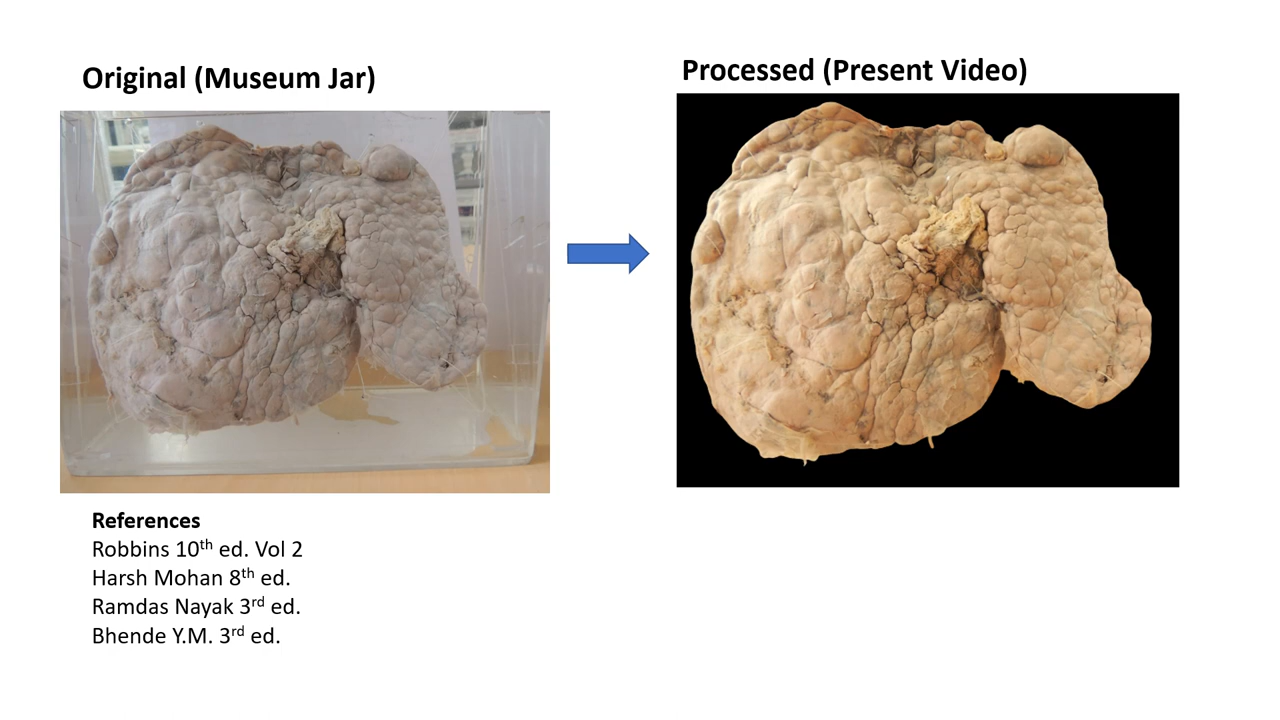 Original (Museum Jar)
Processed (Present Video)
References
Robbins 10th ed. Vol 2
Harsh Mohan 8th ed.
Ramdas Nayak 3rd ed.
Bhende Y.M. 3rd ed.